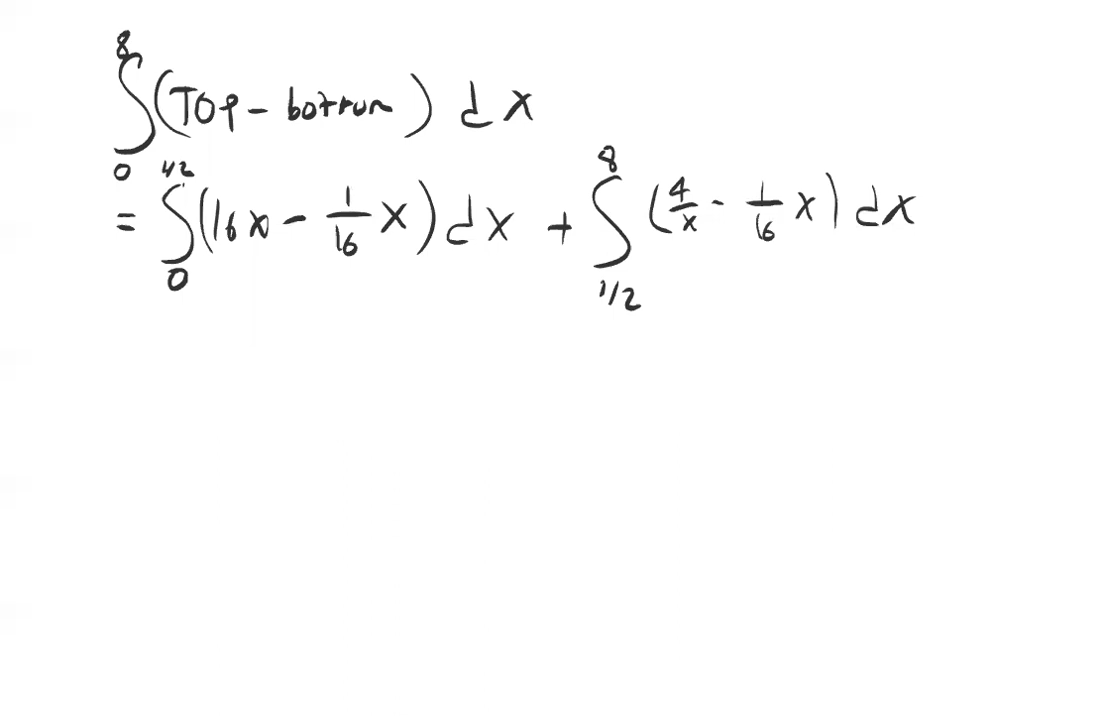 ∫₀⁸ (Top - bottom) dx
= ∫₀^{1/2} (16x - 1/16 x) dx + ∫_{1/2}^8 (4/x - 1/16 x) dx